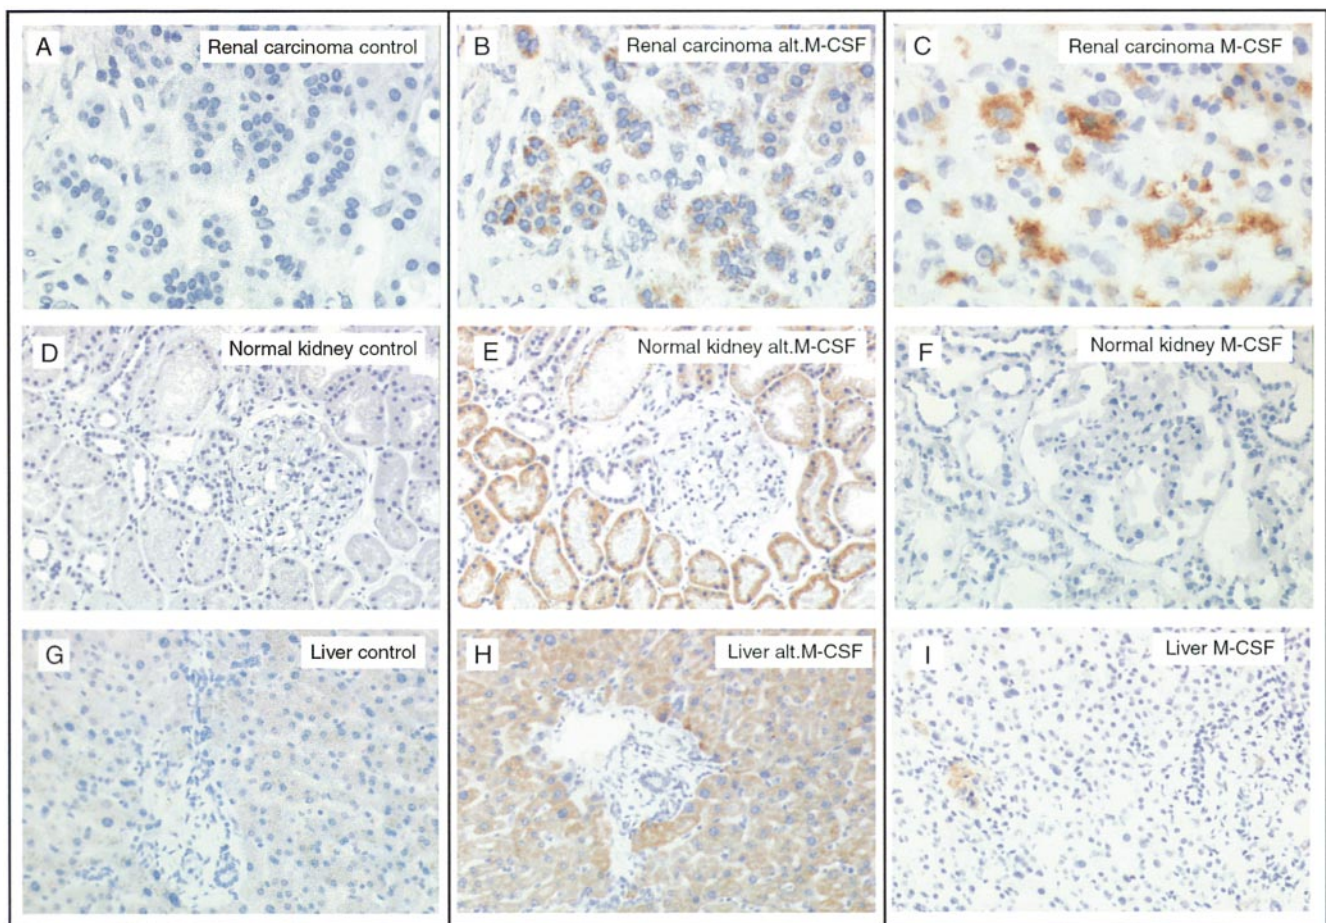 A Renal carcinoma control
B Renal carcinoma alt.M-CSF
C Renal carcinoma M-CSF
D Normal kidney control
E Normal kidney alt.M-CSF
F Normal kidney M-CSF
G Liver control
H Liver alt.M-CSF
I Liver M-CSF